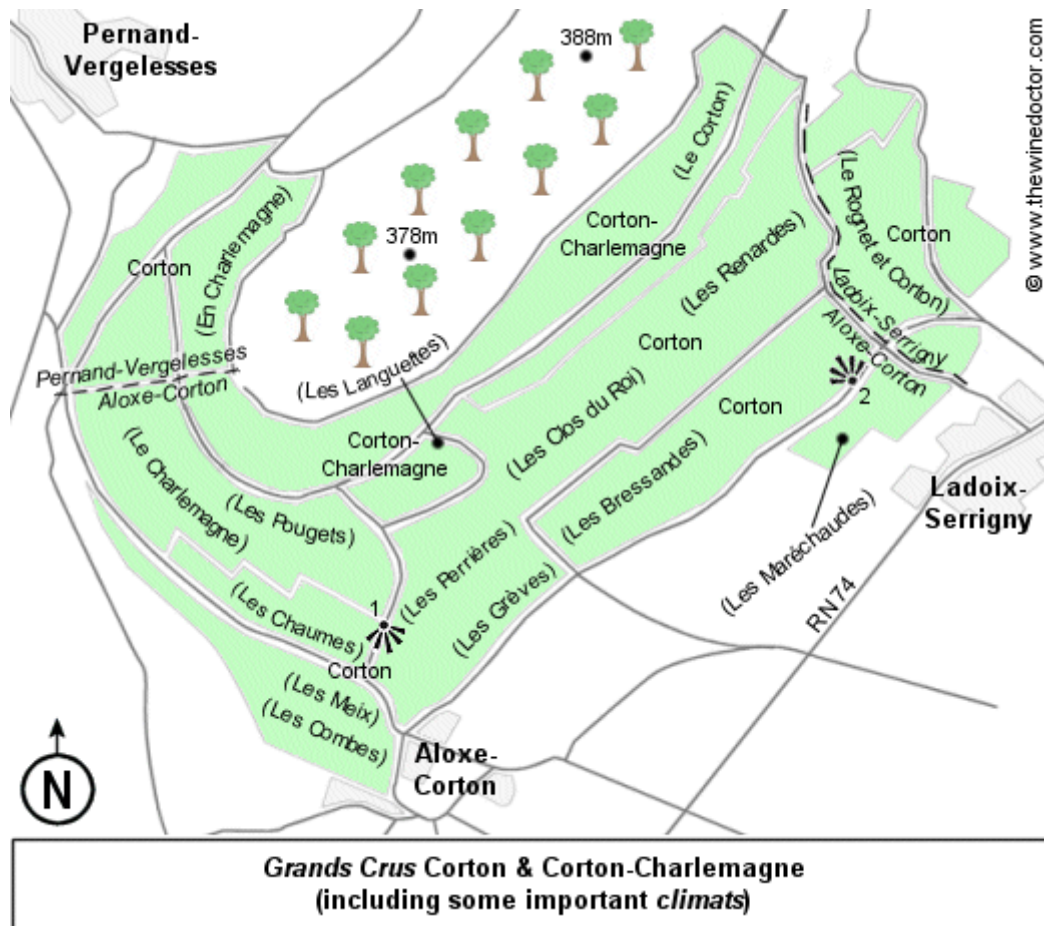 Pernand-
Vergelesses
388m
© www.thewinedoctor.com
(Le Corton)
(Le Rognet et Corton)
Corton
(En Charlemagne)
Corton
378m
Corton-
Charlemagne
(Les Renardes)
Ladoix-Serrigny
Aloxe-Corton
Pernand-Vergelesses
Aloxe-Corton
(Les Languettes)
Corton
2
Corton
(Les Clos du Roi)
Corton-
Charlemagne
(Le Charlemagne)
(Les Pougets)
(Les Bressandes)
Ladoix-
Serrigny
(Les Perrières)
(Les Maréchaudes)
RN74
(Les Grèves)
1
(Les Chaumes)
Corton
(Les Meix)
(Les Combes)
Aloxe-
Corton
N
Grands Crus Corton & Corton-Charlemagne
(including some important climats)